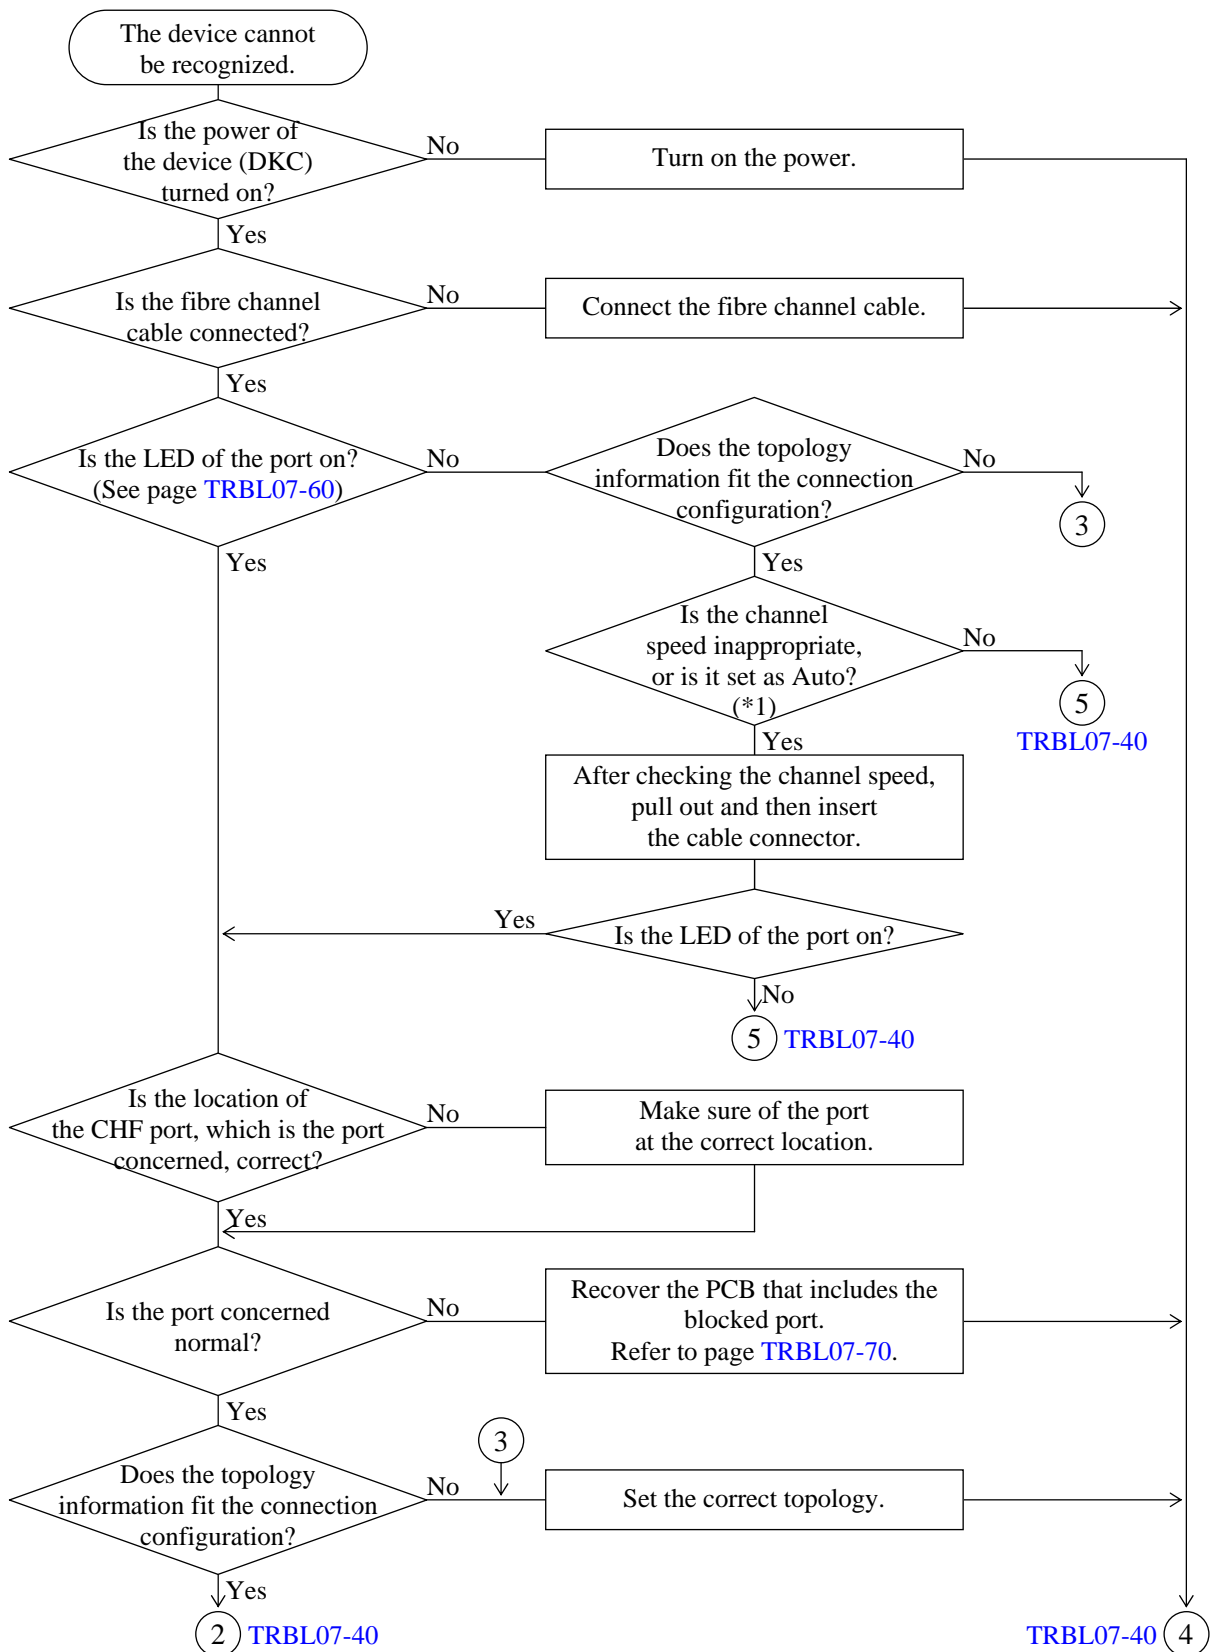 The device cannot
be recognized.
Is the power of
the device (DKC)
turned on?
No
Turn on the power.
Yes
Is the fibre channel
cable connected?
No
Connect the fibre channel cable.
Yes
Is the LED of the port on?
(See page TRBL07-60)
No
Does the topology
information fit the connection
configuration?
No
3
Yes
Yes
Is the channel
speed inappropriate,
or is it set as Auto?
(*1)
No
5
TRBL07-40
Yes
After checking the channel speed,
pull out and then insert
the cable connector.
Yes
Is the LED of the port on?
No
5 TRBL07-40
Is the location of
the CHF port, which is the port
concerned, correct?
No
Make sure of the port
at the correct location.
Yes
Is the port concerned
normal?
No
Recover the PCB that includes the
blocked port.
Refer to page TRBL07-70.
Yes
3
Does the topology
information fit the connection
configuration?
No
Set the correct topology.
Yes
2 TRBL07-40
TRBL07-40 4